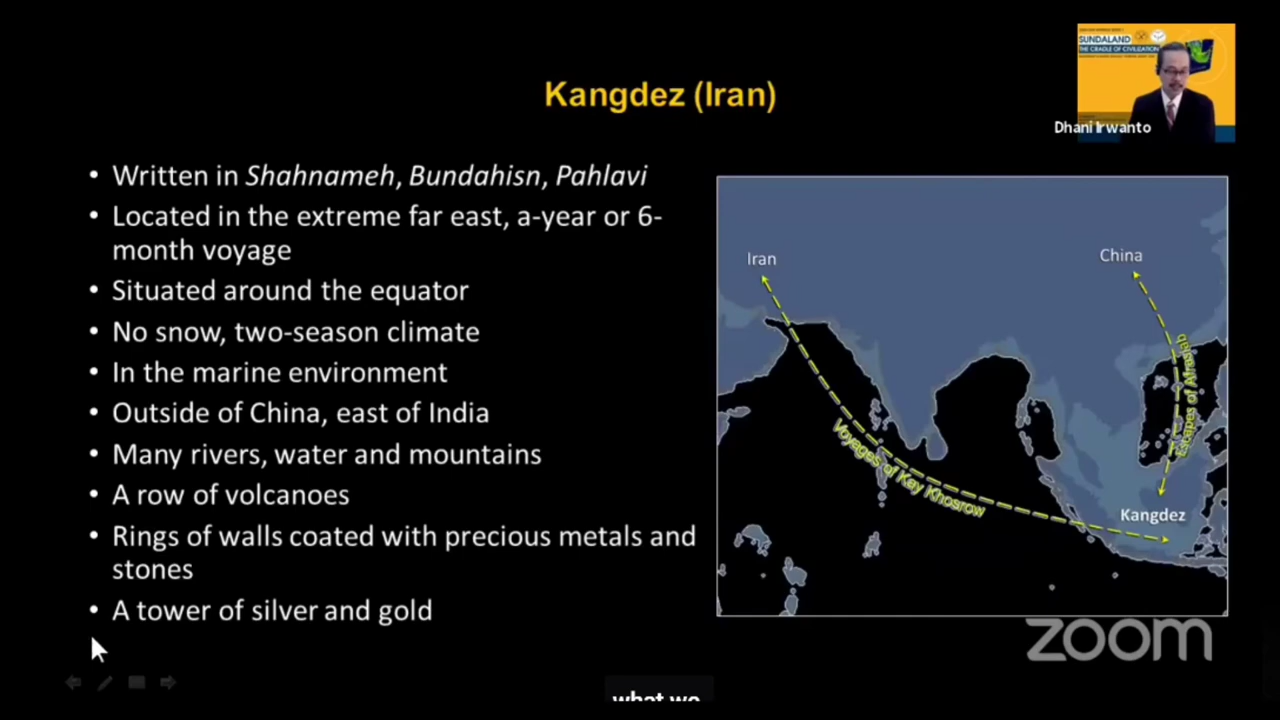 SUNDALAND
THE CRADLE OF CIVILIZATION
Dhani Irwanto
Kangdez (Iran)
• Written in Shahnameh, Bundahisn, Pahlavi
• Located in the extreme far east, a-year or 6-
month voyage
• Situated around the equator
• No snow, two-season climate
• In the marine environment
• Outside of China, east of India
• Many rivers, water and mountains
• A row of volcanoes
• Rings of walls coated with precious metals and
stones
• A tower of silver and gold
Iran
China
Voyages of Kay Khosrow
Escapes of Afrasiab
Kangdez
zoom
what we